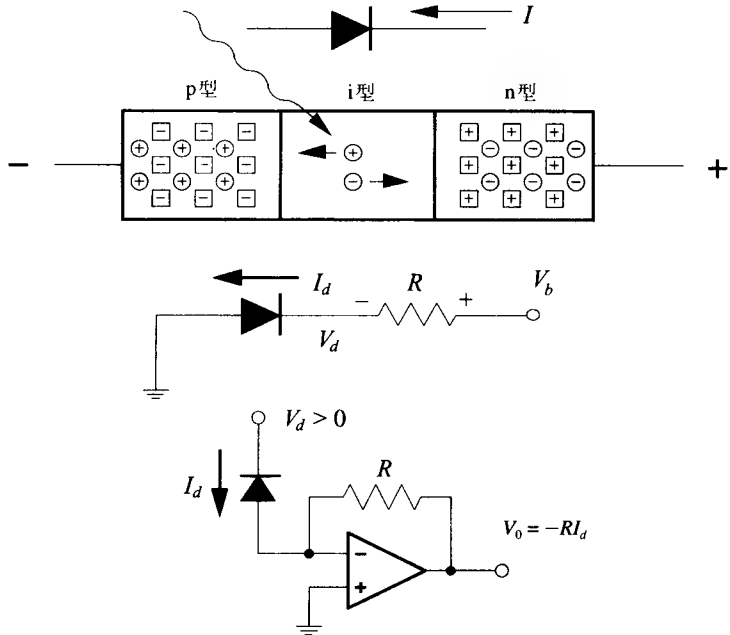 I
p型 i型 n型
− +
I_d R V_b
− +
V_d
V_d > 0
I_d R
V_0 = −RI_d
−
+